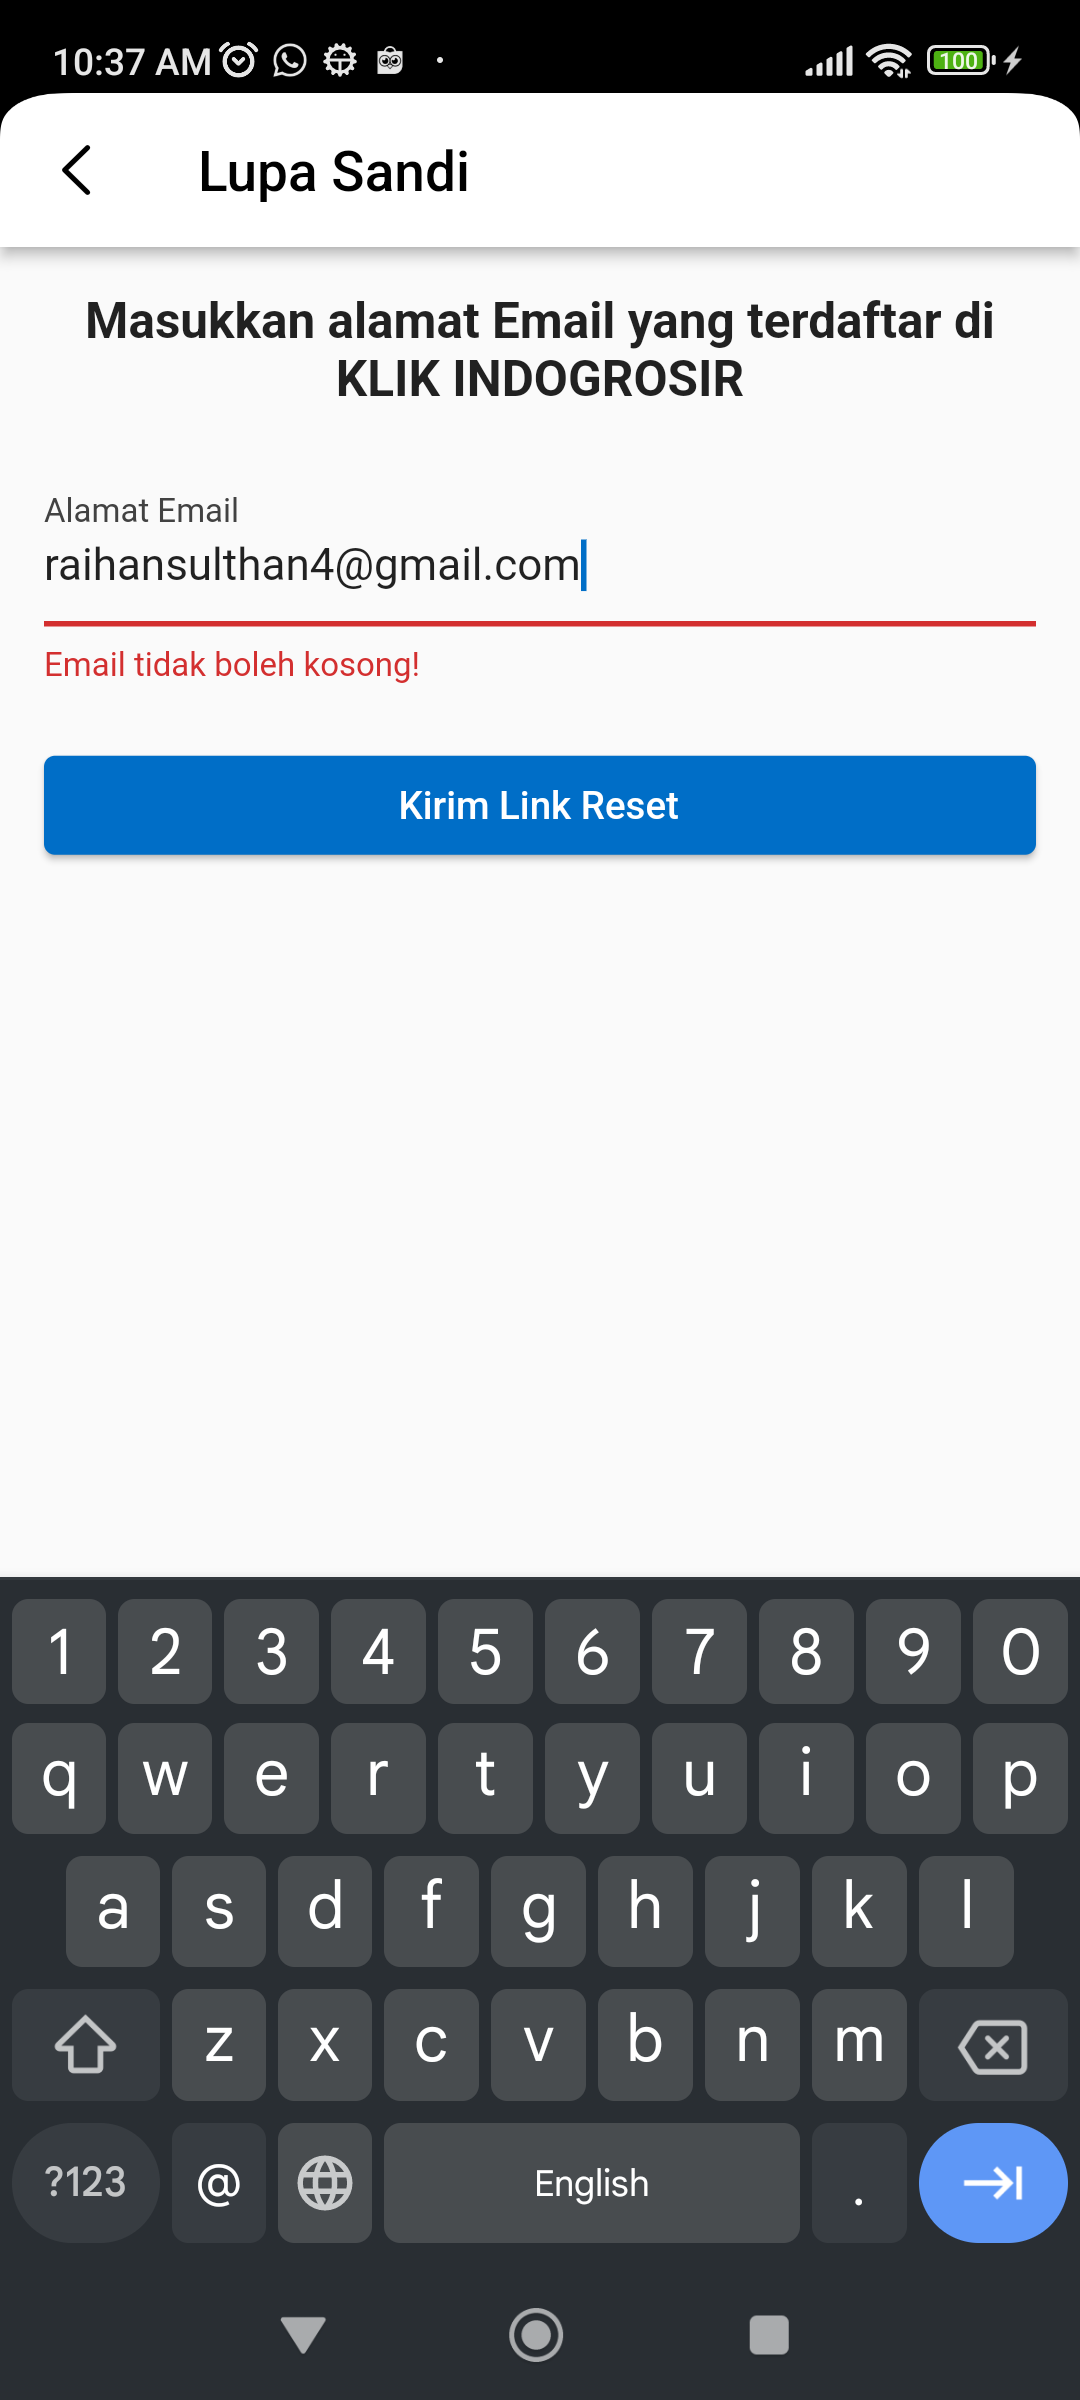 10:37 AM
100
Lupa Sandi
Masukkan alamat Email yang terdaftar di
KLIK INDOGROSIR
Alamat Email
raihansulthan4@gmail.com
Email tidak boleh kosong!
Kirim Link Reset
1 2 3 4 5 6 7 8 9 0
q w e r t y u i o p
a s d f g h j k l
z x c v b n m
?123 @ English .